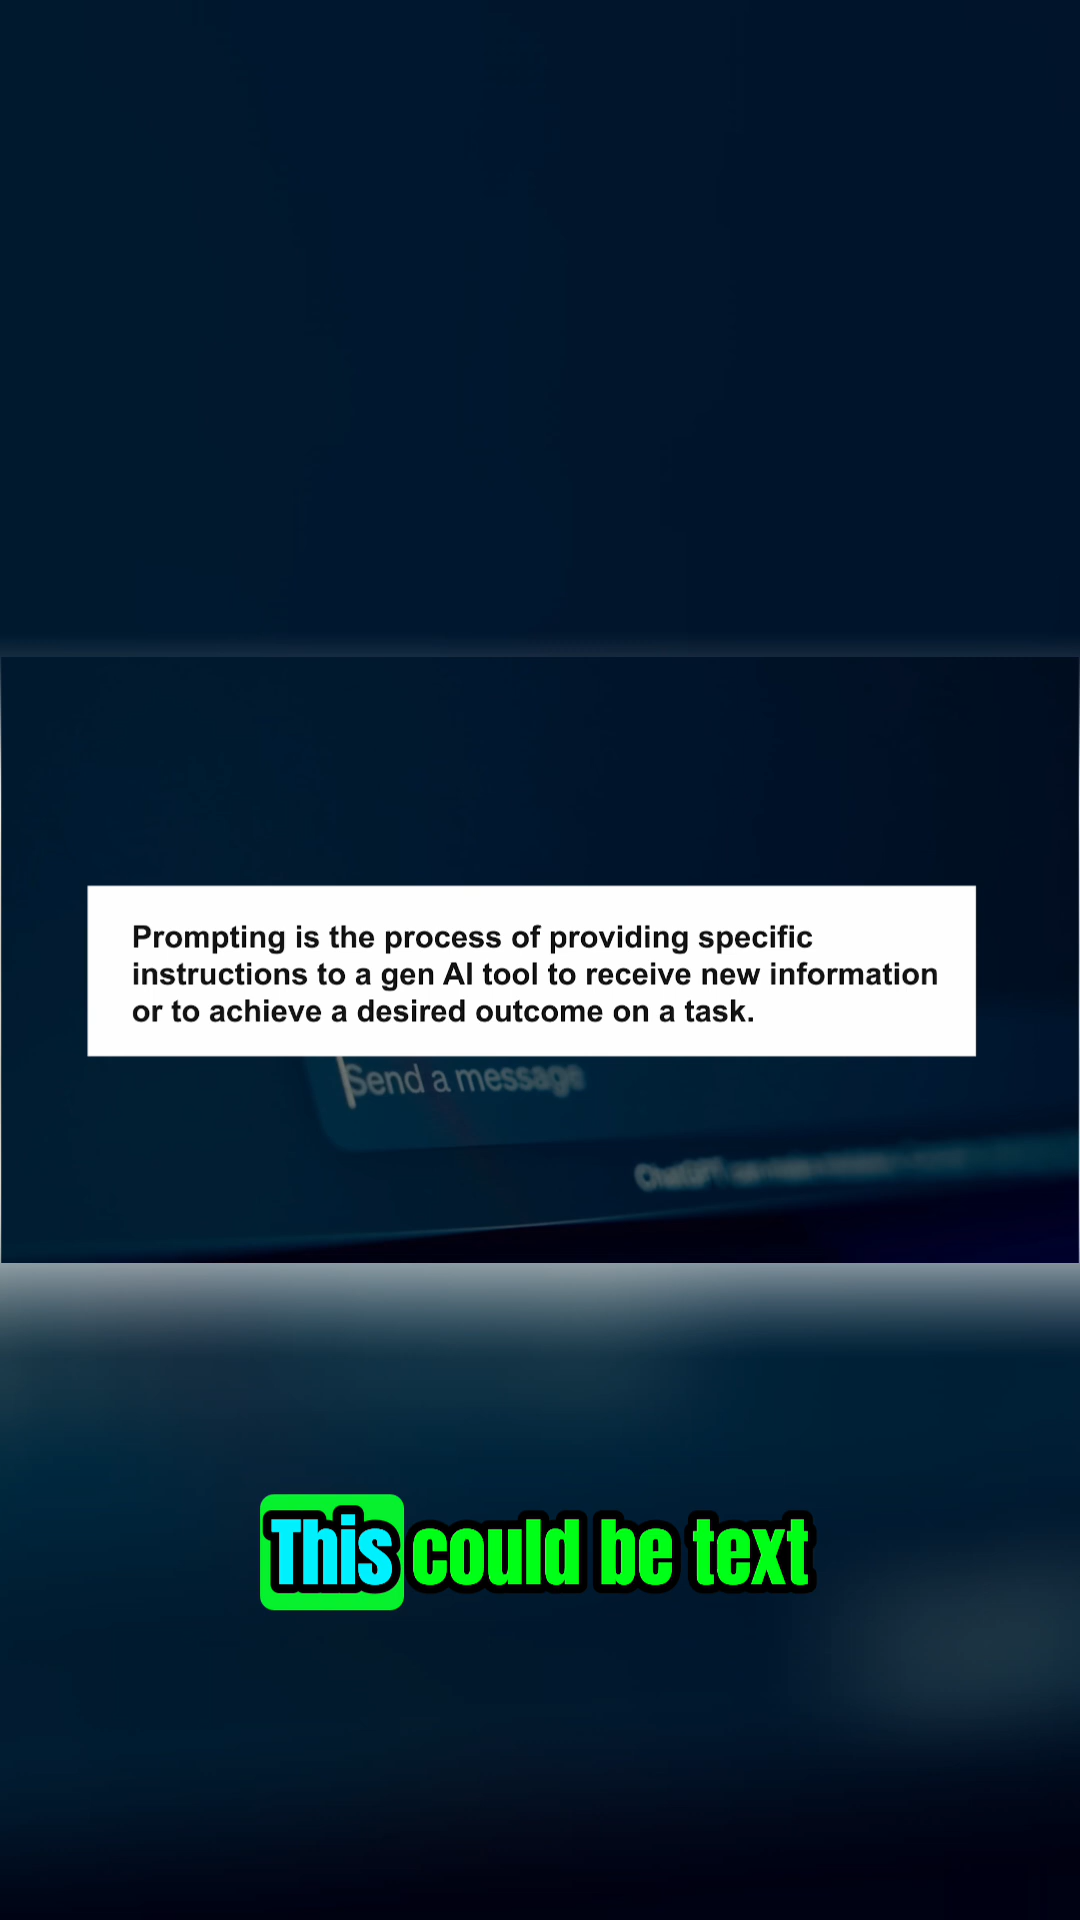 Prompting is the process of providing specific
instructions to a gen AI tool to receive new information
or to achieve a desired outcome on a task.
Send a message
ChatGPT
This could be text